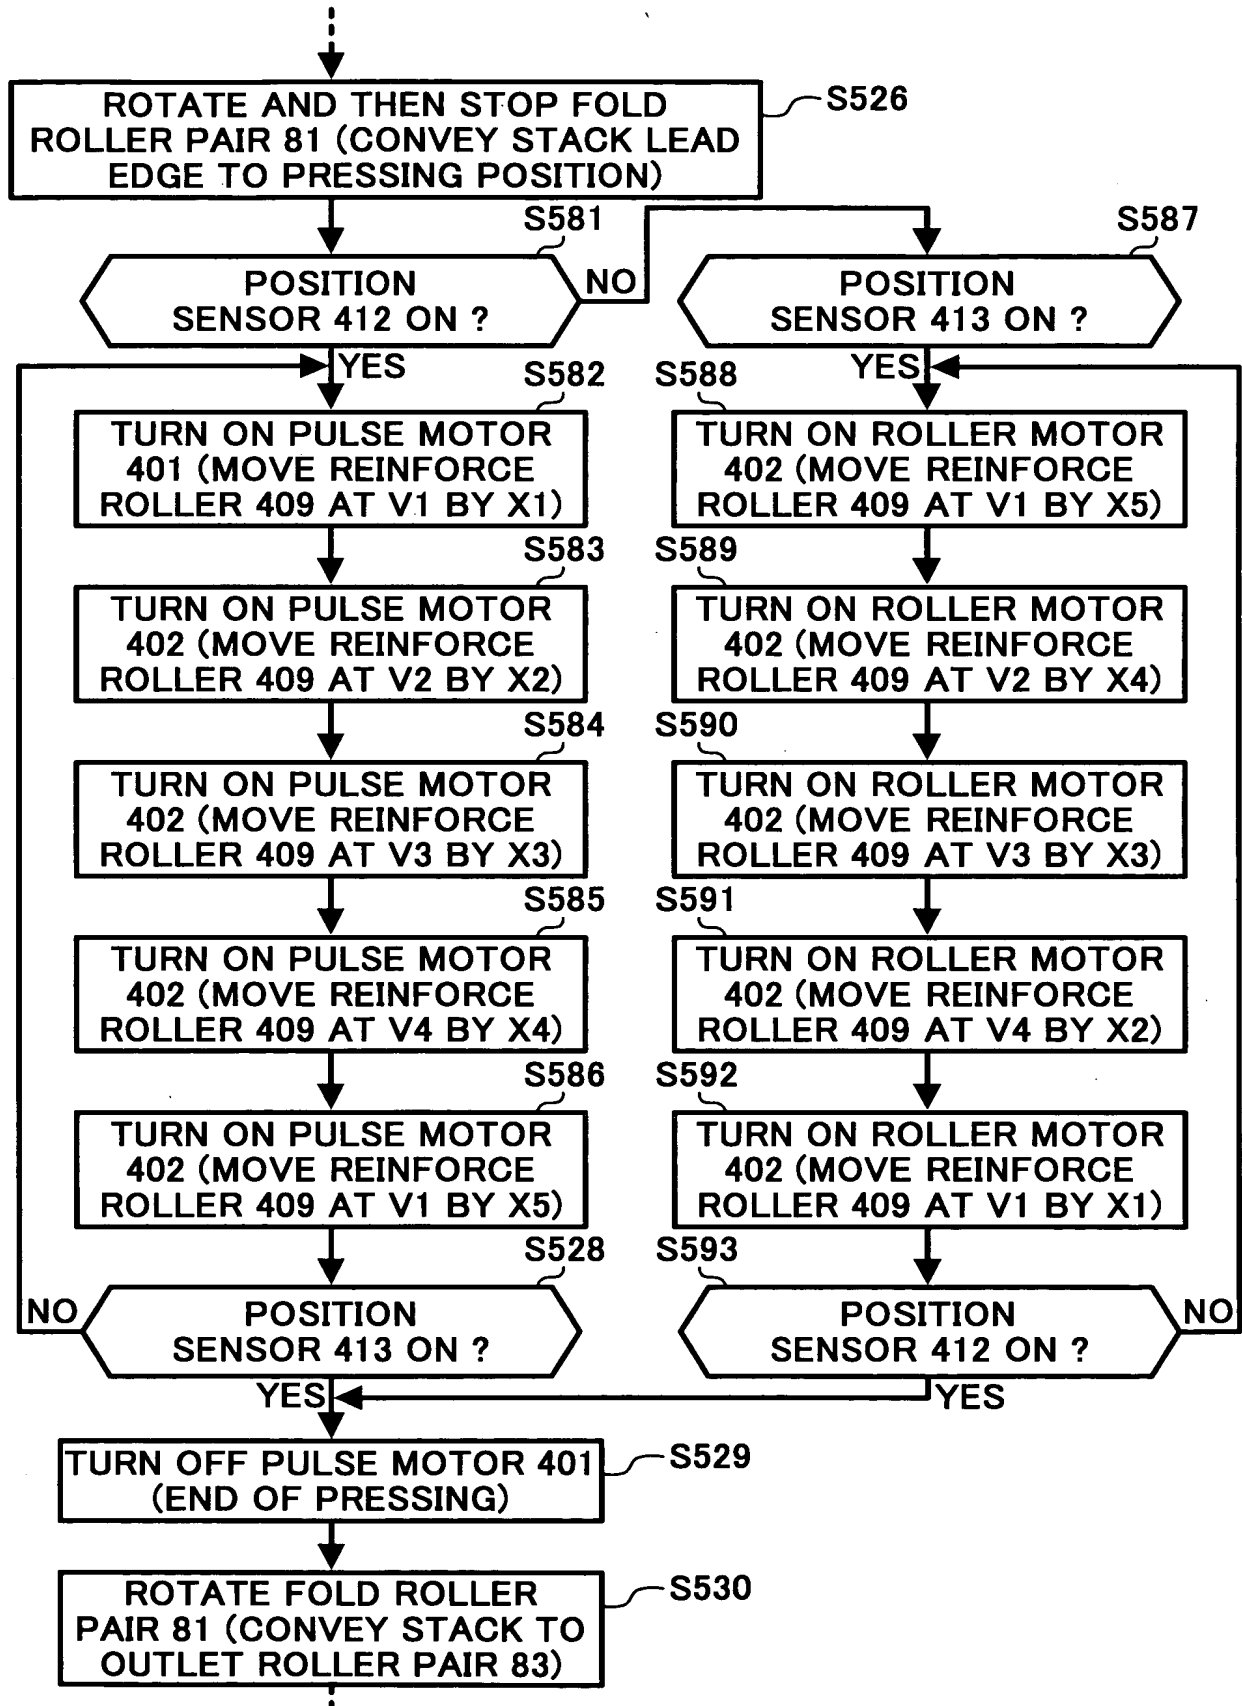 ROTATE AND THEN STOP FOLD
ROLLER PAIR 81 (CONVEY STACK LEAD
EDGE TO PRESSING POSITION)
S526
S581
POSITION
SENSOR 412 ON ?
NO
YES
S582
TURN ON PULSE MOTOR
401 (MOVE REINFORCE
ROLLER 409 AT V1 BY X1)
S583
TURN ON PULSE MOTOR
402 (MOVE REINFORCE
ROLLER 409 AT V2 BY X2)
S584
TURN ON PULSE MOTOR
402 (MOVE REINFORCE
ROLLER 409 AT V3 BY X3)
S585
TURN ON PULSE MOTOR
402 (MOVE REINFORCE
ROLLER 409 AT V4 BY X4)
S586
TURN ON PULSE MOTOR
402 (MOVE REINFORCE
ROLLER 409 AT V1 BY X5)
S528
POSITION
SENSOR 413 ON ?
NO
YES
S587
POSITION
SENSOR 413 ON ?
YES
S588
TURN ON ROLLER MOTOR
402 (MOVE REINFORCE
ROLLER 409 AT V1 BY X5)
S589
TURN ON ROLLER MOTOR
402 (MOVE REINFORCE
ROLLER 409 AT V2 BY X4)
S590
TURN ON ROLLER MOTOR
402 (MOVE REINFORCE
ROLLER 409 AT V3 BY X3)
S591
TURN ON ROLLER MOTOR
402 (MOVE REINFORCE
ROLLER 409 AT V4 BY X2)
S592
TURN ON ROLLER MOTOR
402 (MOVE REINFORCE
ROLLER 409 AT V1 BY X1)
S593
POSITION
SENSOR 412 ON ?
NO
YES
TURN OFF PULSE MOTOR 401
(END OF PRESSING)
S529
ROTATE FOLD ROLLER
PAIR 81 (CONVEY STACK TO
OUTLET ROLLER PAIR 83)
S530